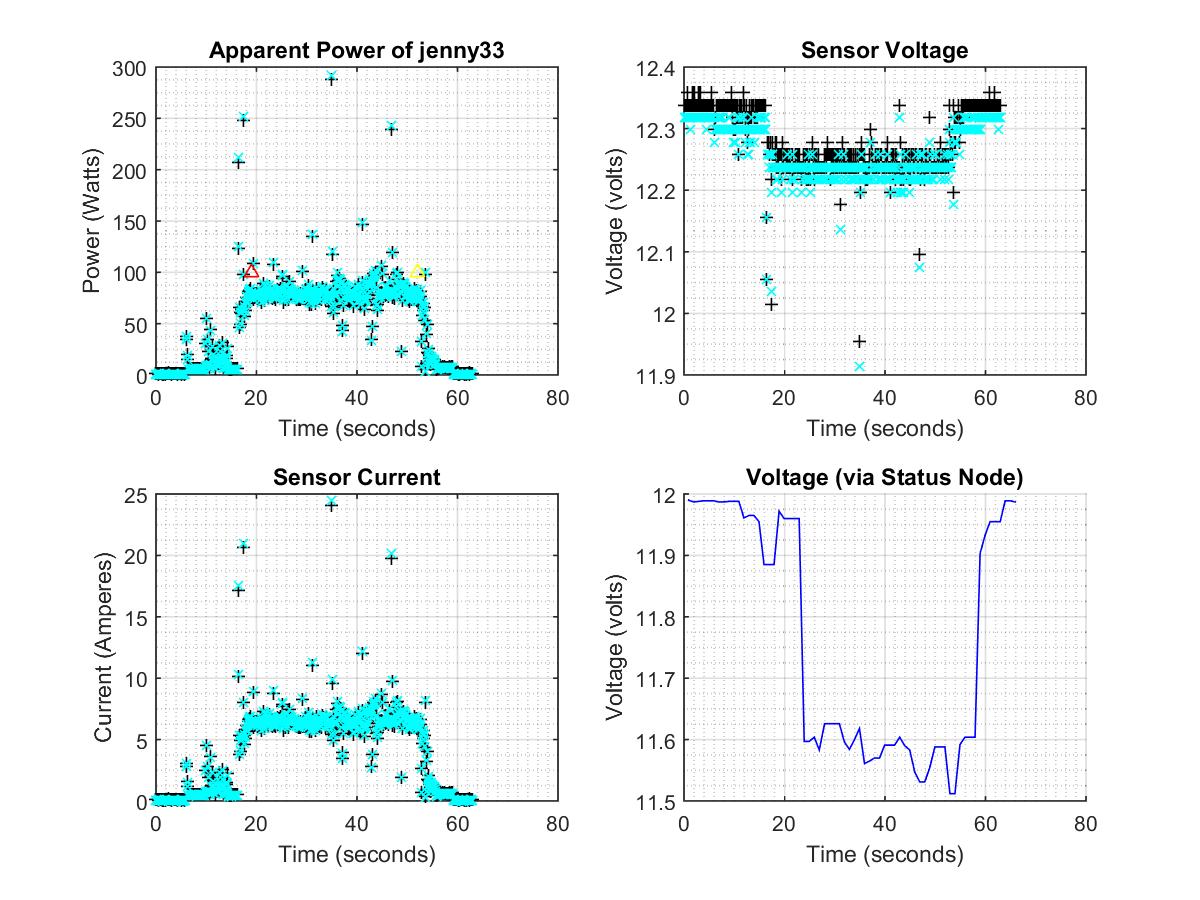 Apparent Power of jenny33
300
250
200
150
100
50
0
Power (Watts)
0 20 40 60 80
Time (seconds)
Sensor Voltage
12.4
12.3
12.2
12.1
12
11.9
Voltage (volts)
0 20 40 60 80
Time (seconds)
Sensor Current
25
20
15
10
5
0
Current (Amperes)
0 20 40 60 80
Time (seconds)
Voltage (via Status Node)
12
11.9
11.8
11.7
11.6
11.5
Voltage (volts)
0 20 40 60 80
Time (seconds)